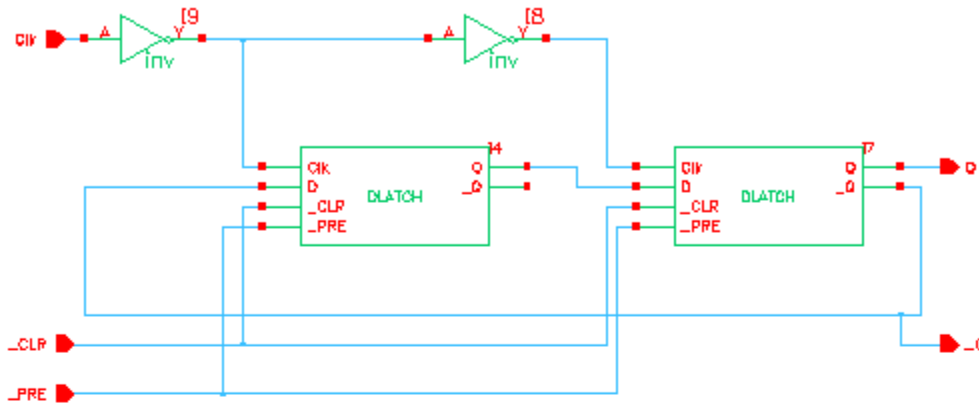 I9
I8
Clk
A
Y
A
Y
inv
inv
I4
I7
Clk
Q
Clk
Q
Q
D
_Q
D
_Q
_CLR
DLATCH
_CLR
DLATCH
_PRE
_PRE
_CLR
_PRE